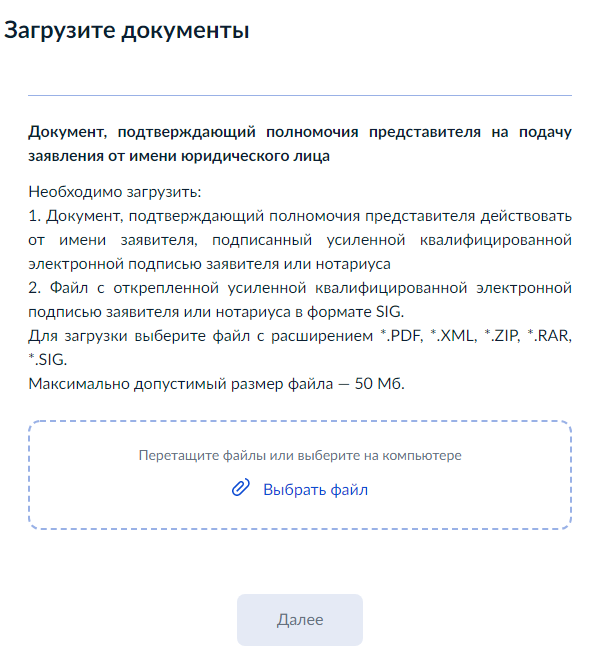 Загрузите документы
Документ, подтверждающий полномочия представителя на подачу
заявления от имени юридического лица
Необходимо загрузить:
1. Документ, подтверждающий полномочия представителя действовать
от имени заявителя, подписанный усиленной квалифицированной
электронной подписью заявителя или нотариуса
2. Файл с открепленной усиленной квалифицированной электронной
подписью заявителя или нотариуса в формате SIG.
Для загрузки выберите файл с расширением *.PDF, *.XML, *.ZIP, *.RAR,
*.SIG.
Максимально допустимый размер файла — 50 Мб.
Перетащите файлы или выберите на компьютере
Выбрать файл
Далее